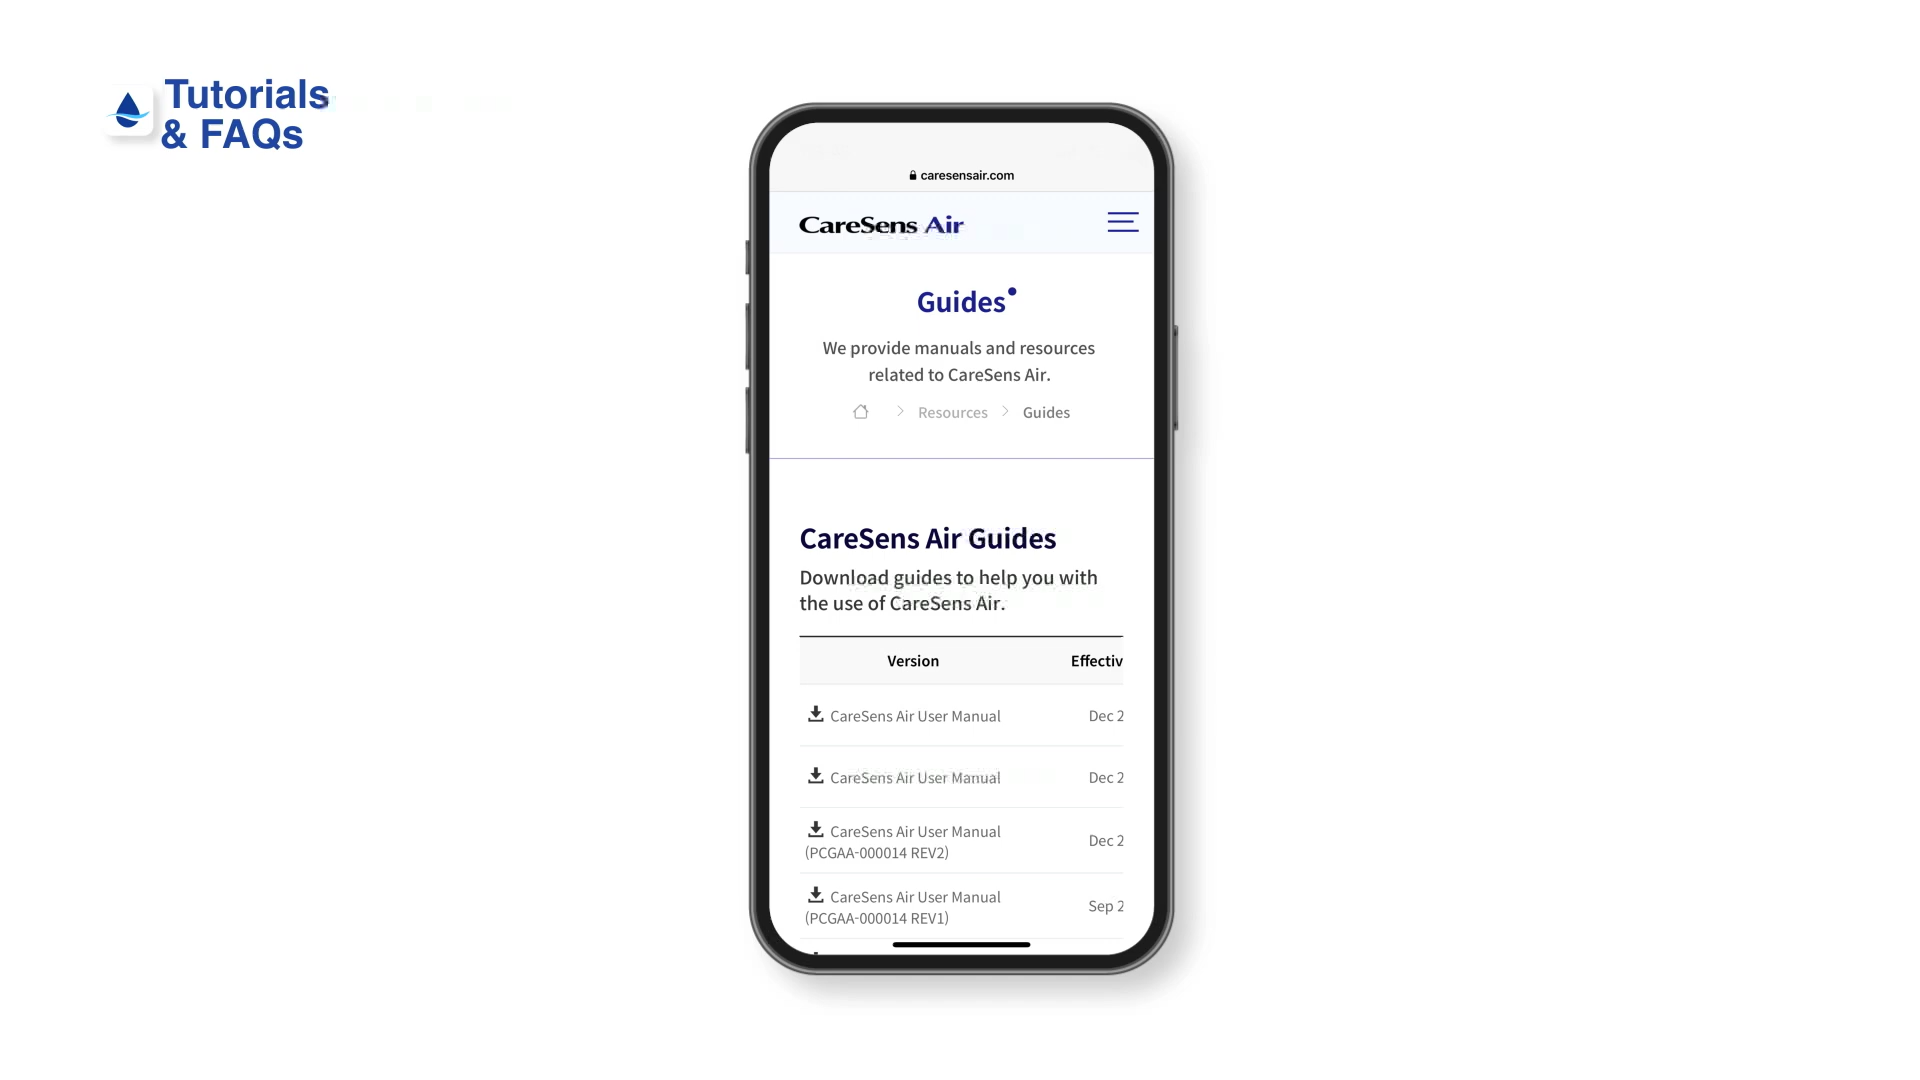 Tutorials
& FAQs
caresensair.com
CareSens Air
Guides
We provide manuals and resources
related to CareSens Air.
Resources > Guides
CareSens Air Guides
Download guides to help you with
the use of CareSens Air.
Version Effectiv
CareSens Air User Manual Dec 2
CareSens Air User Manual Dec 2
CareSens Air User Manual
(PCGAA-000014 REV2) Dec 2
CareSens Air User Manual
(PCGAA-000014 REV1) Sep 2